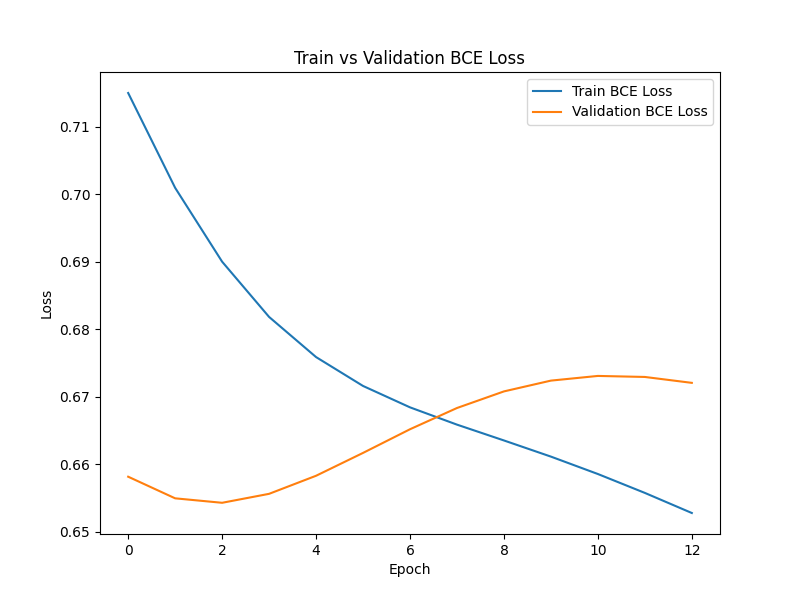 Train vs Validation BCE Loss
Train BCE Loss
Validation BCE Loss
0.71
0.70
0.69
0.68
0.67
0.66
0.65
Loss
0 2 4 6 8 10 12
Epoch